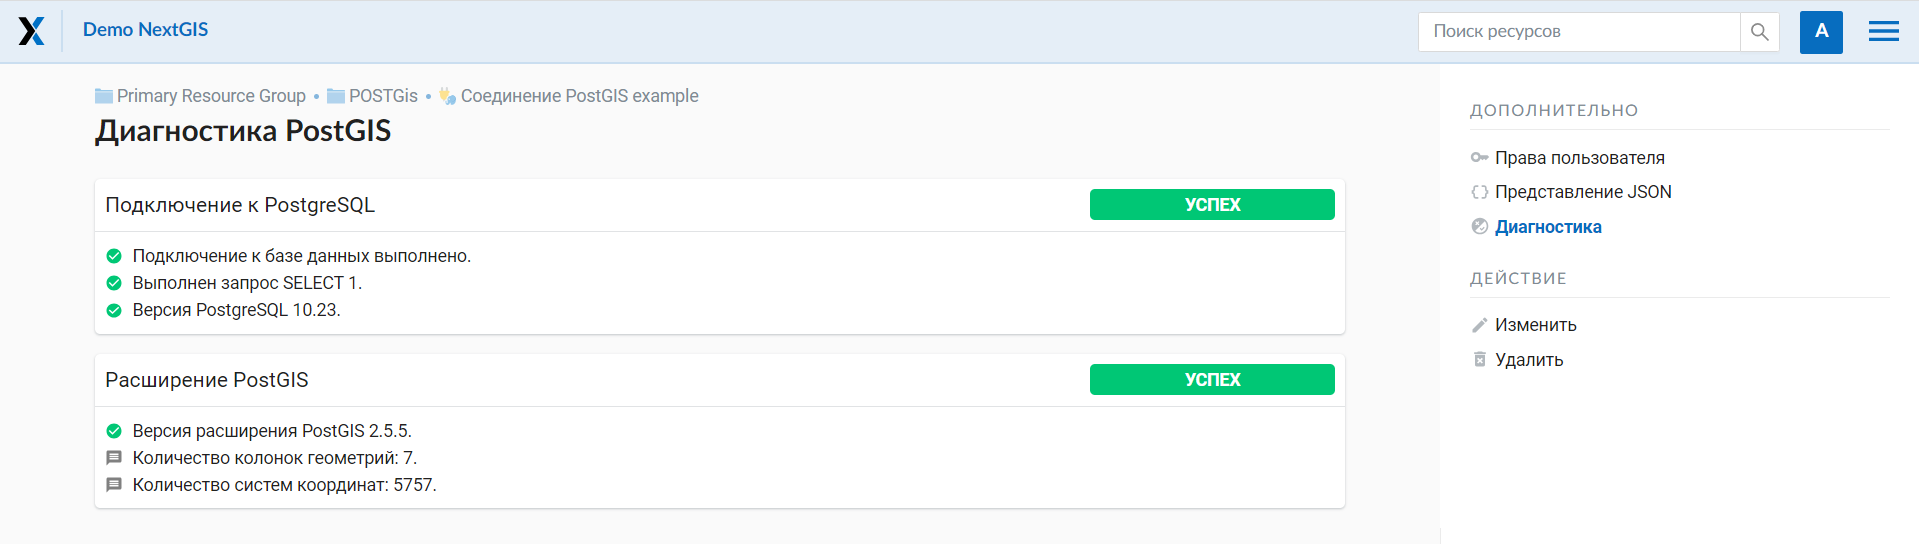 Demo NextGIS
Поиск ресурсов
A
Primary Resource Group • POSTGis • Соединение PostGIS example
Диагностика PostGIS
Подключение к PostgreSQL
УСПЕХ
Подключение к базе данных выполнено.
Выполнен запрос SELECT 1.
Версия PostgreSQL 10.23.
Расширение PostGIS
УСПЕХ
Версия расширения PostGIS 2.5.5.
Количество колонок геометрий: 7.
Количество систем координат: 5757.
ДОПОЛНИТЕЛЬНО
Права пользователя
Представление JSON
Диагностика
ДЕЙСТВИЕ
Изменить
Удалить